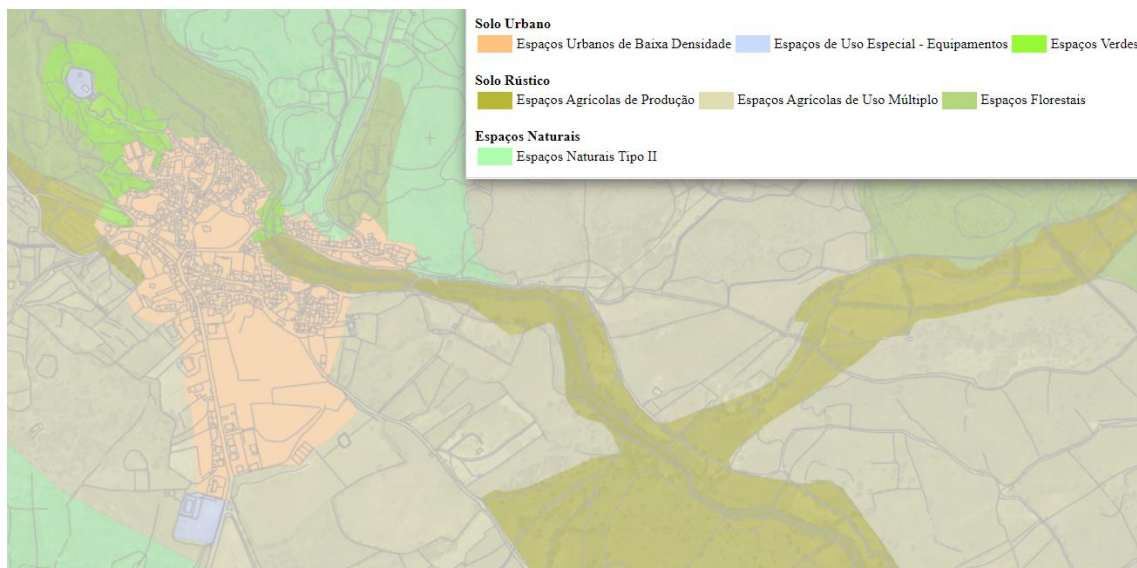 Solo Urbano
Espaços Urbanos de Baixa Densidade Espaços de Uso Especial - Equipamentos Espaços Verdes
Solo Rústico
Espaços Agrícolas de Produção Espaços Agrícolas de Uso Múltiplo Espaços Florestais
Espaços Naturais
Espaços Naturais Tipo II